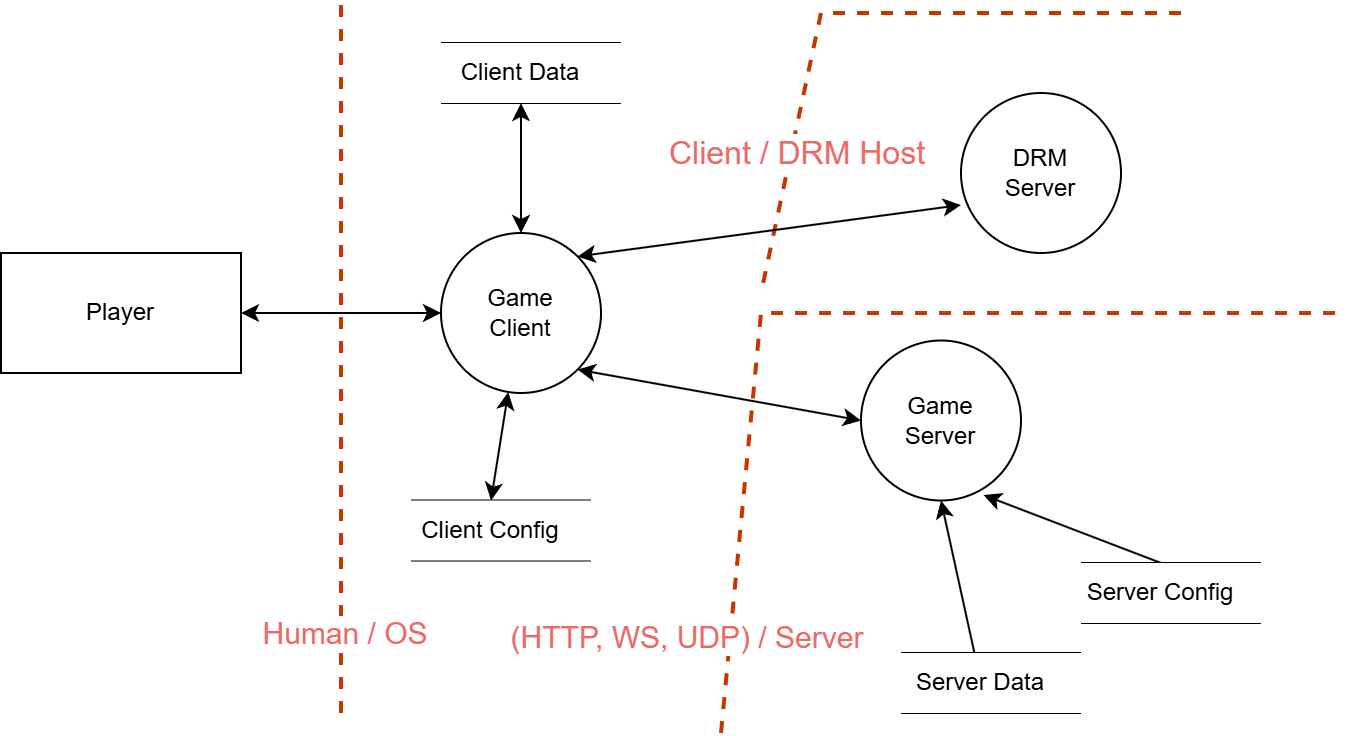 Client Data
Client / DRM Host
DRM
Server
Player
Game
Client
Game
Server
Client Config
Server Config
Human / OS
(HTTP, WS, UDP) / Server
Server Data